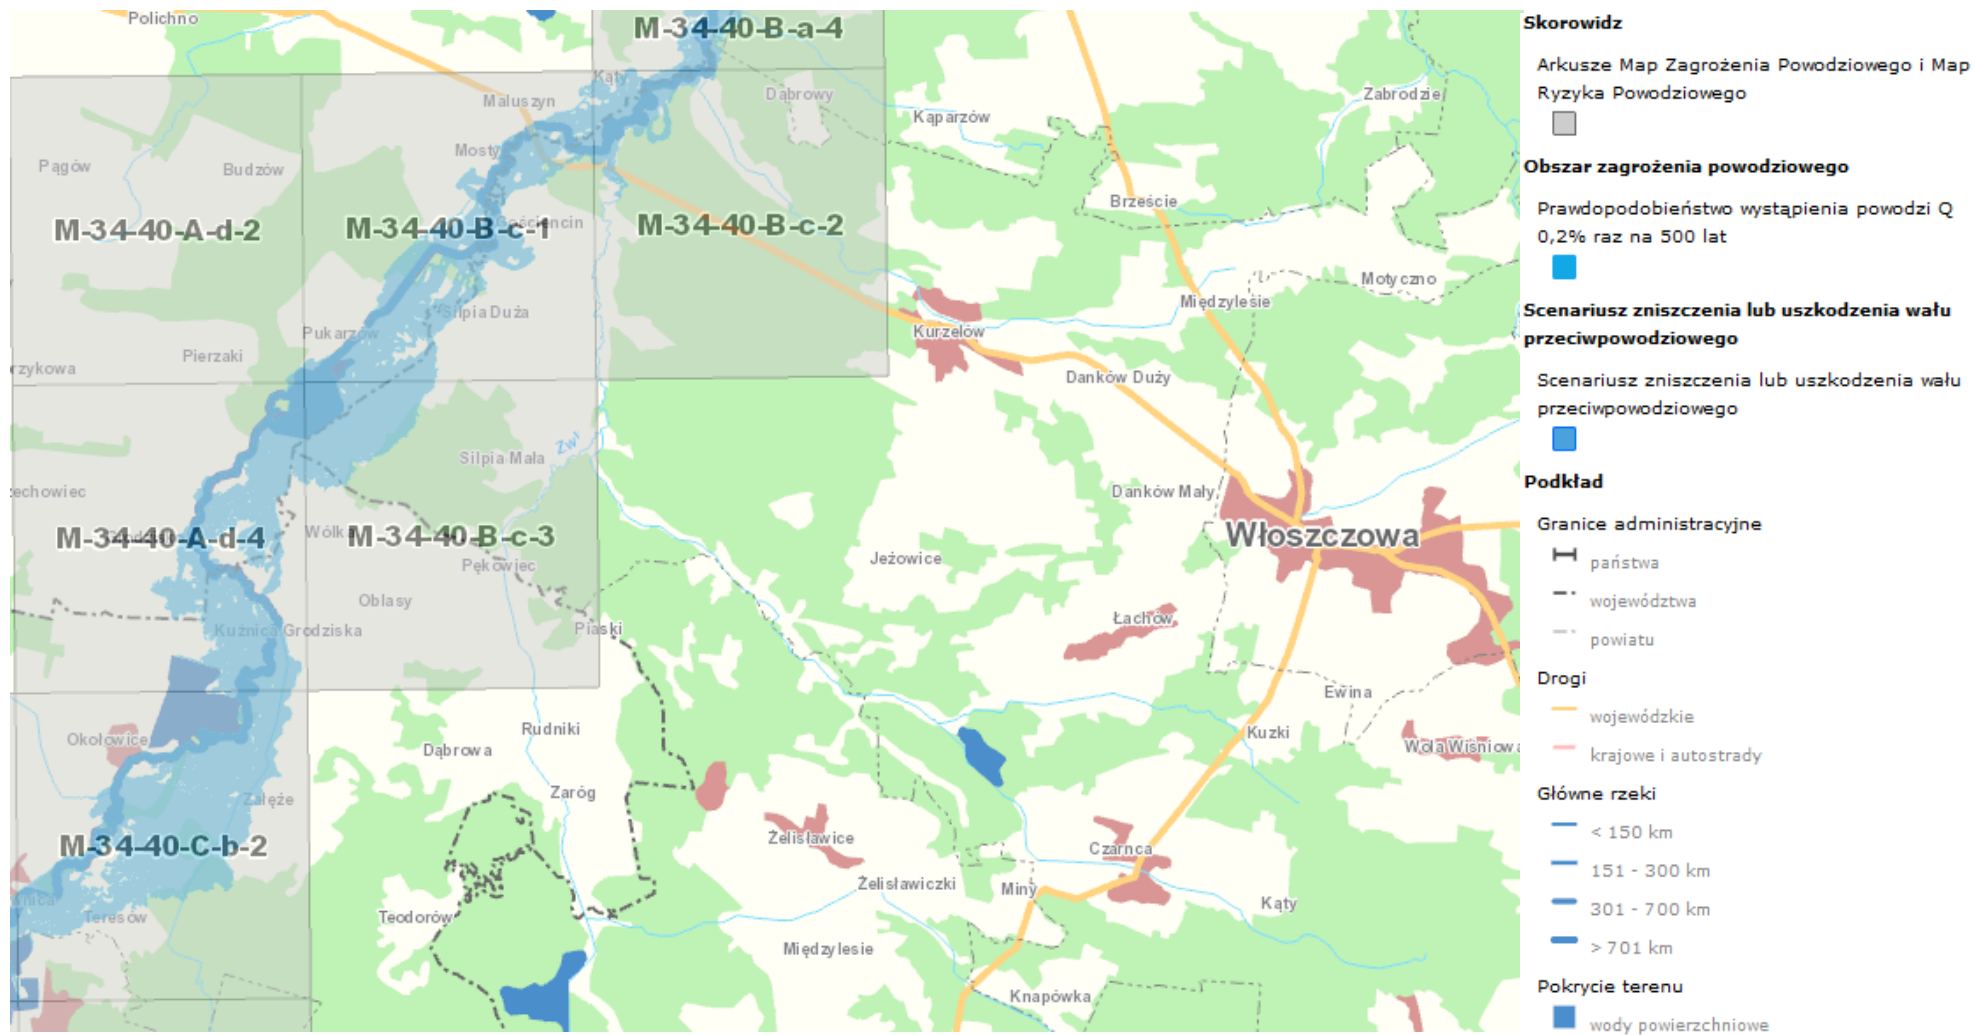 Polichno
M-34-40-B-a-4
Kąty
Maluszyn
Dąbrowy
Kąparzów
Zabrodzie
Mosty
Pągów
Budzów
Brzeście
M-34-40-A-d-2
M-34-40-B-c-1
M-34-40-B-c-2
Motyczno
Międzylesie
Silpia Duża
Pukarzów
Kurzelów
Pierzaki
rzykowa
Danków Duży
Silpia Mała
Danków Mały
M-34-40-A-d-4
Wólka
M-34-40-B-c-3
Włoszczowa
Jeżowice
Pękowiec
Oblasy
Łachów
Kuźnica Grodziska
Piaski
Ewina
Rudniki
Kuzki
Okołowice
Dąbrowa
Wola Wiśniowa
Zaróg
Załęże
M-34-40-C-b-2
Żelisławice
Czarnca
Żelisławiczki
Miny
Kąty
Teresów
Teodorów
Międzylesie
Knapówka
Skorowidz
Arkusze Map Zagrożenia Powodziowego i Map
Ryzyka Powodziowego
Obszar zagrożenia powodziowego
Prawdopodobieństwo wystąpienia powodzi Q
0,2% raz na 500 lat
Scenariusz zniszczenia lub uszkodzenia wału
przeciwpowodziowego
Scenariusz zniszczenia lub uszkodzenia wału
przeciwpowodziowego
Podkład
Granice administracyjne
państwa
województwa
powiatu
Drogi
wojewódzkie
krajowe i autostrady
Główne rzeki
< 150 km
151 - 300 km
301 - 700 km
> 701 km
Pokrycie terenu
wody powierzchniowe